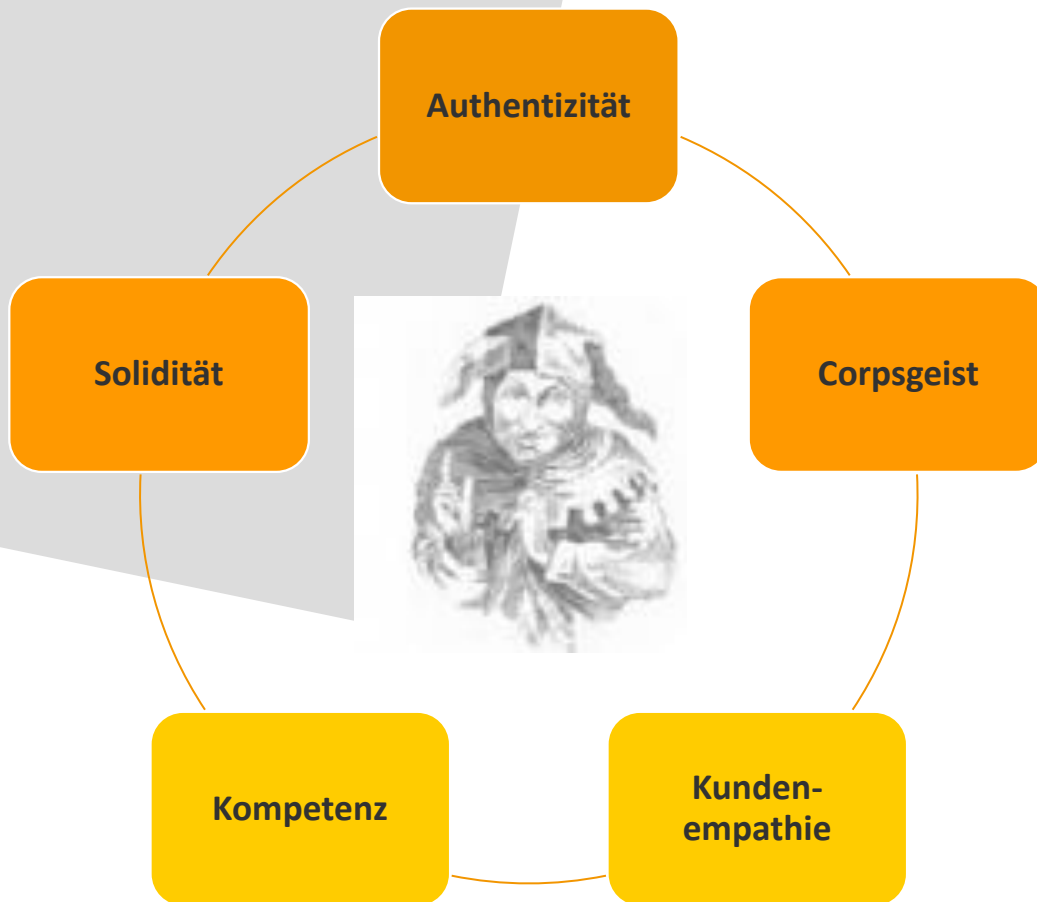 Authentizität
Corpsgeist
Kunden-
empathie
Kompetenz
Solidität